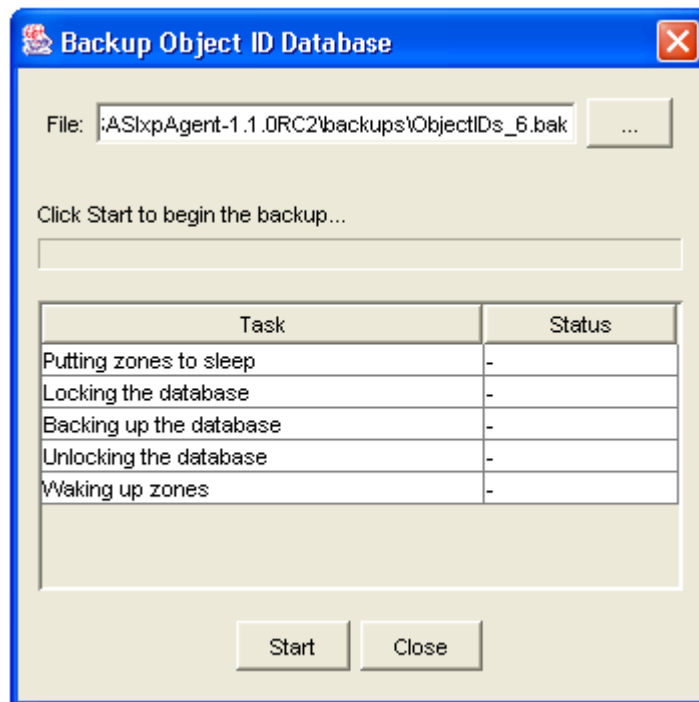 Backup Object ID Database
File: :ASIxpAgent-1.1.0RC2\backups\ObjectIDs_6.bak ...
Click Start to begin the backup...
Task Status
Putting zones to sleep -
Locking the database -
Backing up the database -
Unlocking the database -
Waking up zones -
Start Close